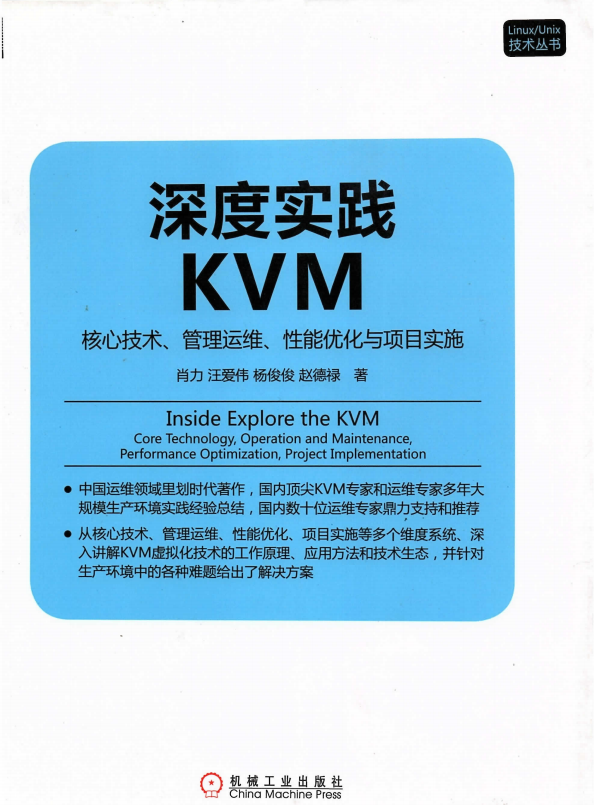 Linux/Unix
技术丛书
深度实践
KVM
核心技术、管理运维、性能优化与项目实施
肖力 汪爱伟 杨俊俊 赵德禄 著
Inside Explore the KVM
Core Technology, Operation and Maintenance,
Performance Optimization, Project Implementation
● 中国运维领域里划时代著作，国内顶尖KVM专家和运维专家多年大
规模生产环境实践经验总结，国内数十位运维专家鼎力支持和推荐
● 从核心技术、管理运维、性能优化、项目实施等多个维度系统、深
入讲解KVM虚拟化技术的工作原理、应用方法和技术生态，并针对
生产环境中的各种难题给出了解决方案
机械工业出版社
China Machine Press